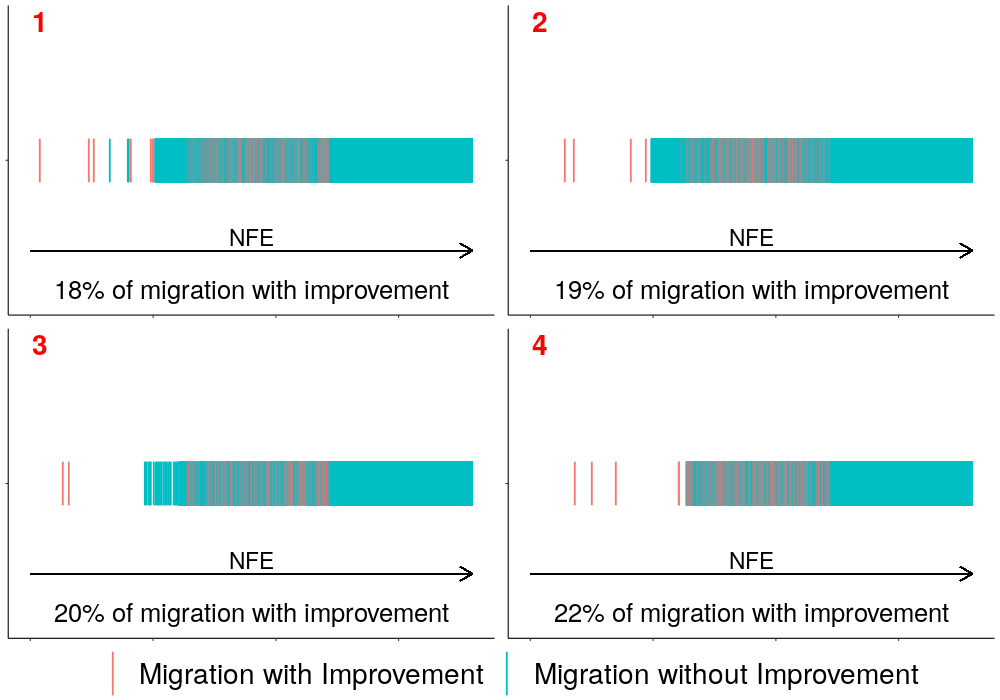 1
NFE
18% of migration with improvement
2
NFE
19% of migration with improvement
3
NFE
20% of migration with improvement
4
NFE
22% of migration with improvement
Migration with Improvement
Migration without Improvement